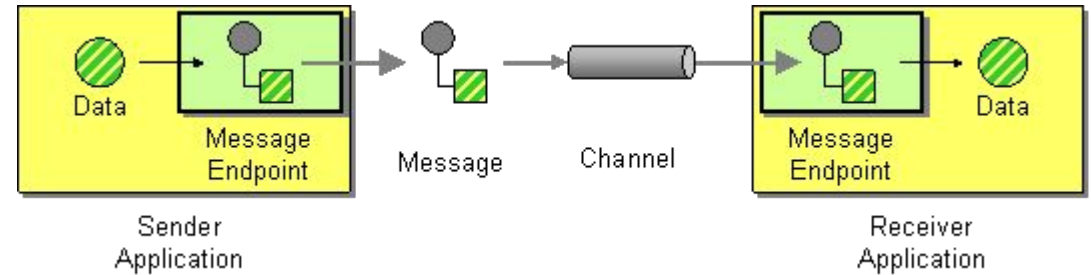 Data
Message
Endpoint
Sender
Application
Message
Channel
Message
Endpoint
Data
Receiver
Application